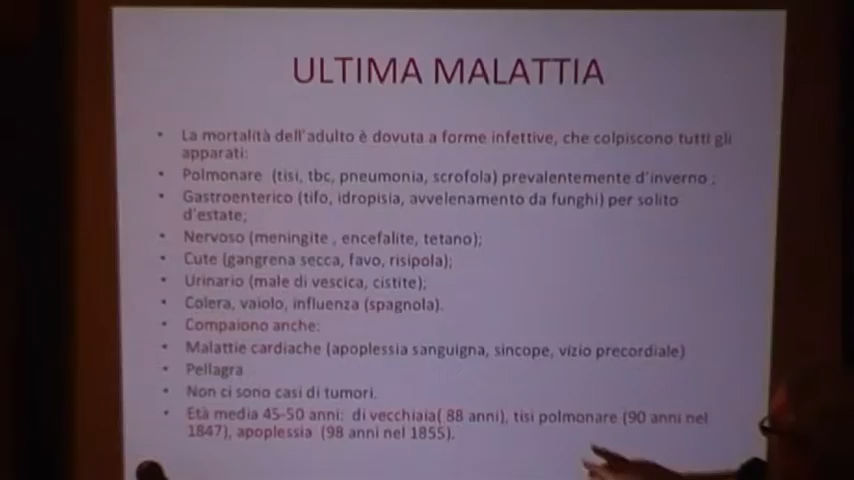 ULTIMA MALATTIA
• La mortalità dell'adulto è dovuta a forme infettive, che colpiscono tutti gli
apparati:
• Polmonare (tisi, tbc, pneumonia, scrofola) prevalentemente d'inverno ;
• Gastroenterico (tifo, idropisia, avvelenamento da funghi) per solito
d'estate;
• Nervoso (meningite , encefalite, tetano);
• Cute (gangrena secca, favo, risipola);
• Urinario (male di vescica, cistite);
• Colera, vaiolo, influenza (spagnola).
• Compaiono anche:
• Malattie cardiache (apoplessia sanguigna, sincope, vizio precordiale)
• Pellagra
• Non ci sono casi di tumori.
• Età media 45-50 anni: di vecchiaia( 88 anni), tisi polmonare (90 anni nel
1847), apoplessia (98 anni nel 1855).